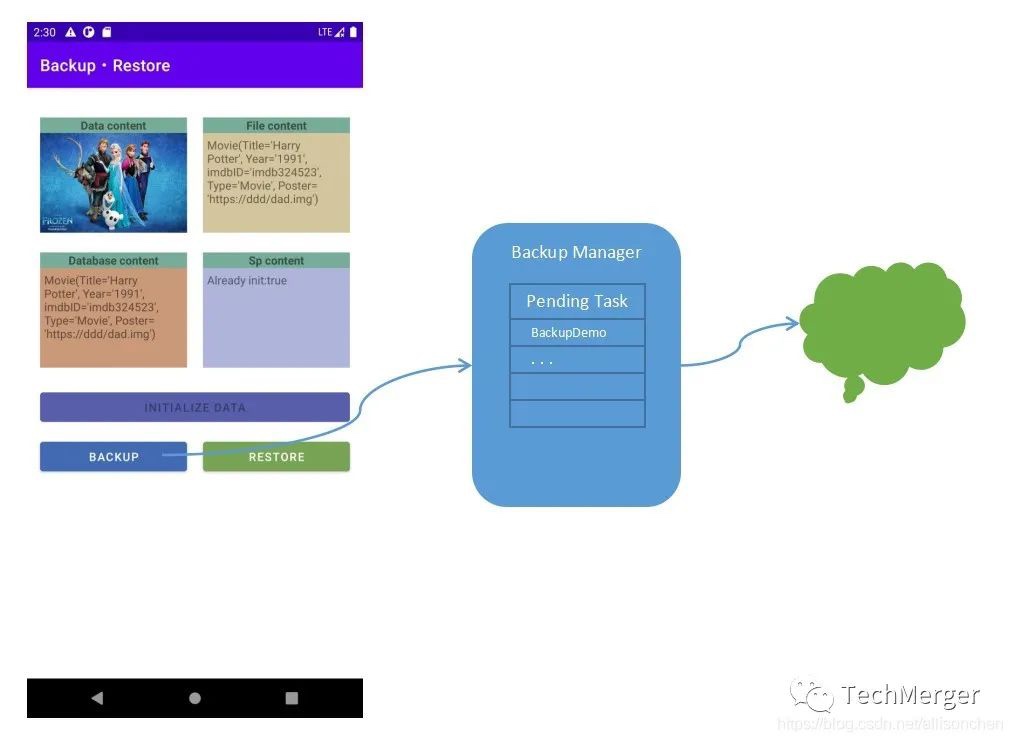 2:30
LTE
Backup • Restore
Data content
FROZEN
File content
Movie(Title='Harry
Potter', Year='1991',
imdbID='imdb324523',
Type='Movie', Poster=
'https://ddd/dad.img')
Database content
Movie(Title='Harry
Potter', Year='1991',
imdbID='imdb324523',
Type='Movie', Poster=
'https://ddd/dad.img')
Sp content
Already init:true
INITIALIZE DATA
BACKUP
RESTORE
Backup Manager
Pending Task
BackupDemo
. . .
TechMerger
https://blog.csdn.net/allisonchen